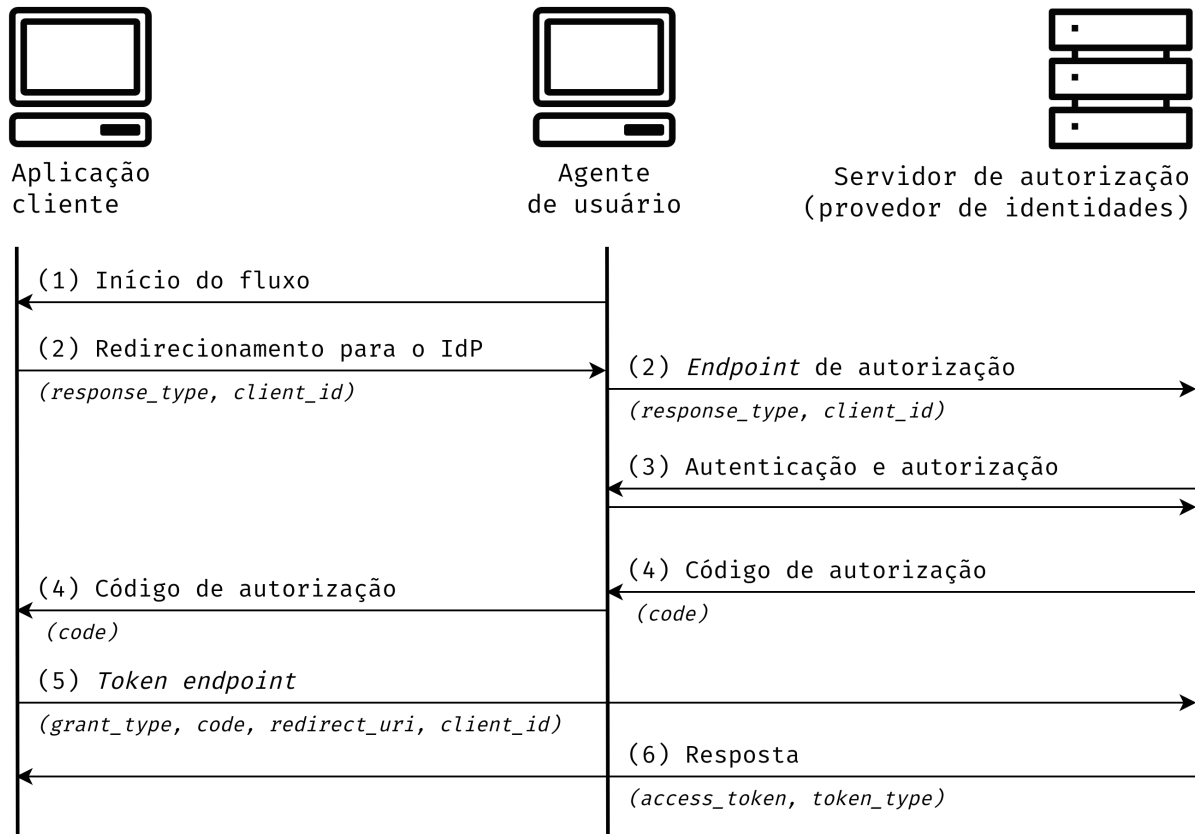 Aplicação
cliente
Agente
de usuário
Servidor de autorização
(provedor de identidades)
(1) Início do fluxo
(2) Redirecionamento para o IdP
(response_type, client_id)
(2) Endpoint de autorização
(response_type, client_id)
(3) Autenticação e autorização
(4) Código de autorização
(code)
(4) Código de autorização
(code)
(5) Token endpoint
(grant_type, code, redirect_uri, client_id)
(6) Resposta
(access_token, token_type)